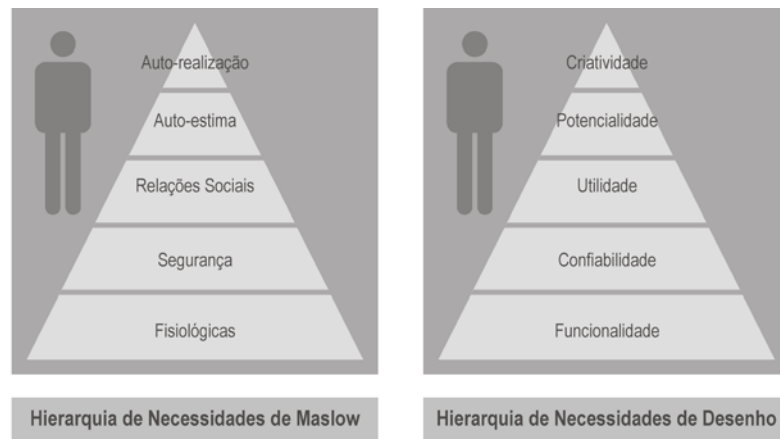 Auto-realização
Auto-estima
Relações Sociais
Segurança
Fisiológicas
Hierarquia de Necessidades de Maslow
Criatividade
Potencialidade
Utilidade
Confiabilidade
Funcionalidade
Hierarquia de Necessidades de Desenho